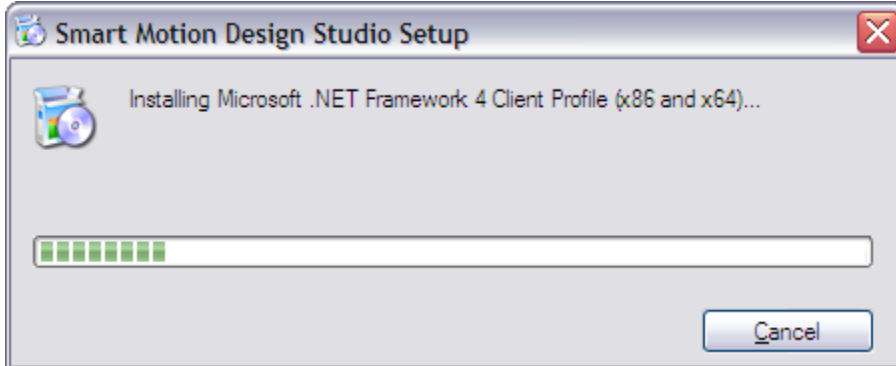 Smart Motion Design Studio Setup
Installing Microsoft .NET Framework 4 Client Profile (x86 and x64)...
Cancel